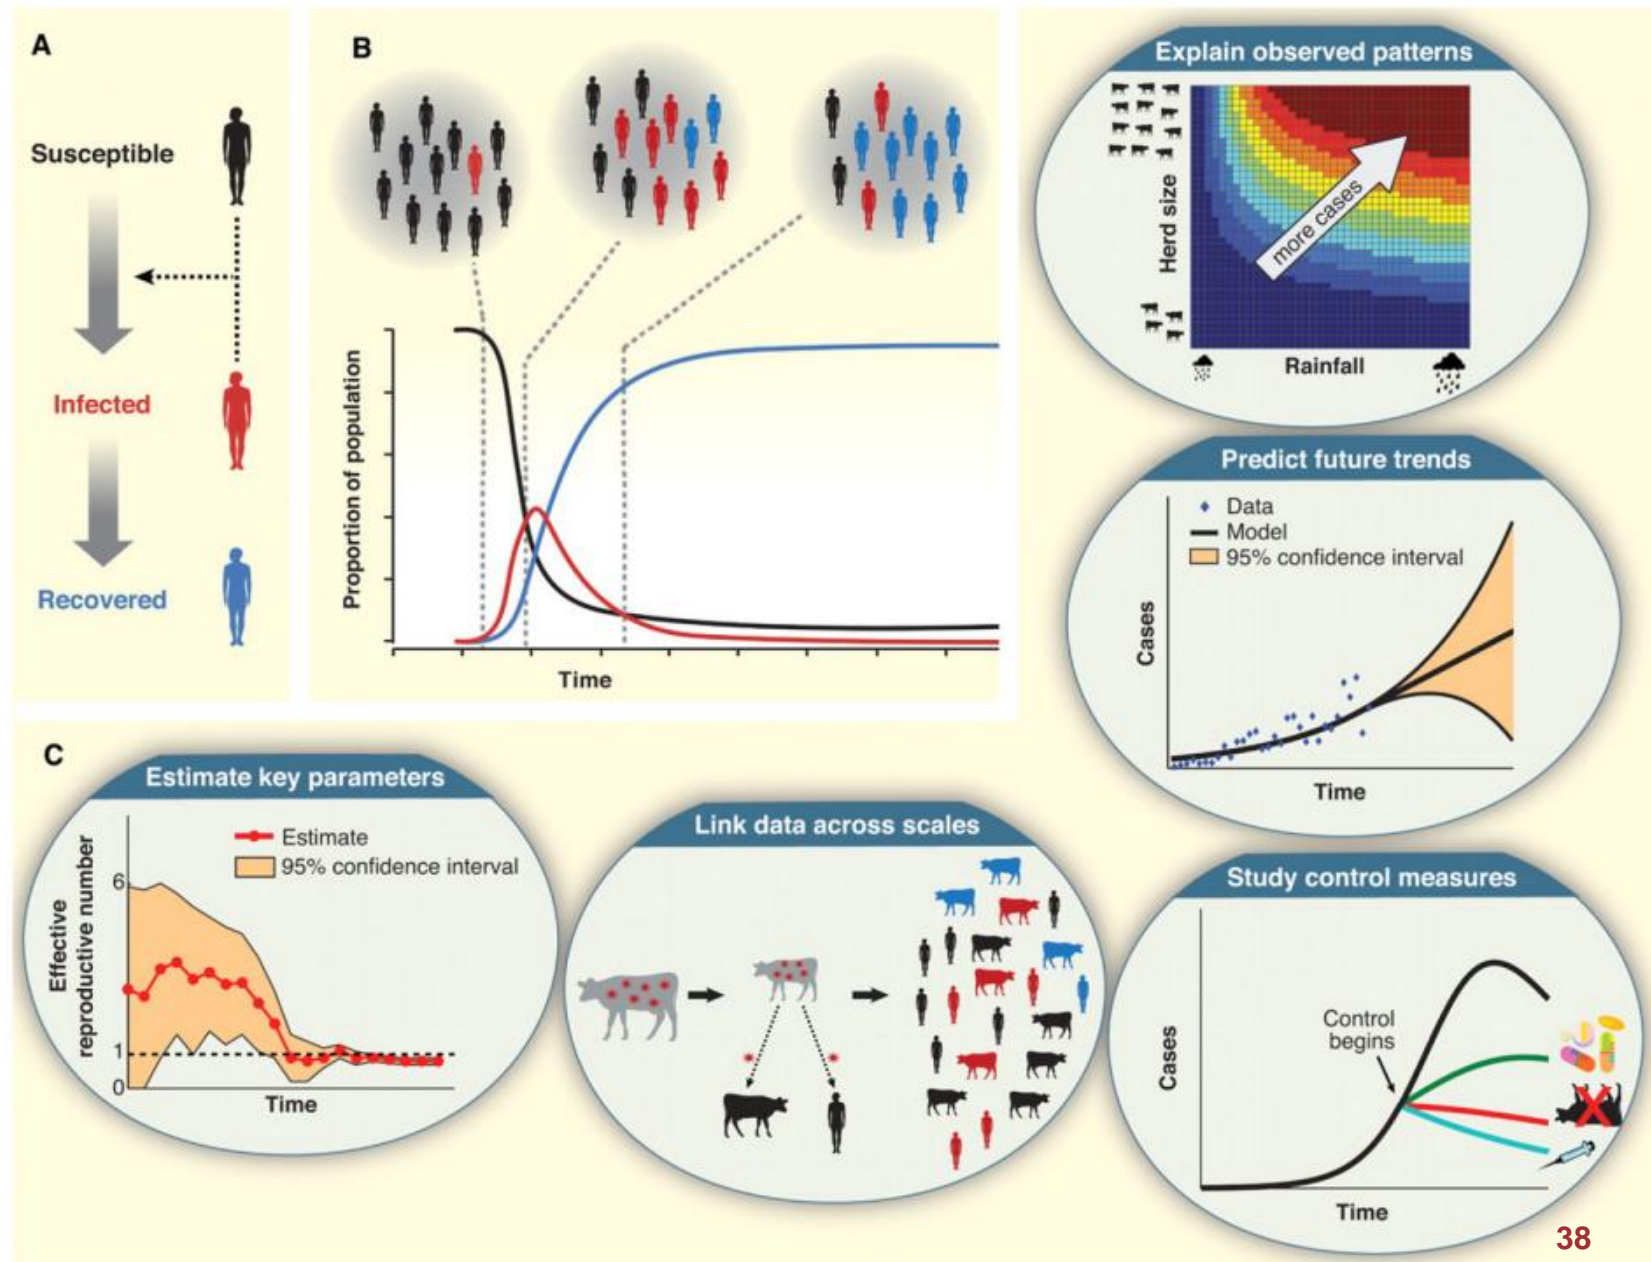 A
Susceptible
Infected
Recovered
B
Proportion of population
Time
Explain observed patterns
Herd size
more cases
Rainfall
Predict future trends
Data
Model
95% confidence interval
Cases
Time
C
Estimate key parameters
Estimate
95% confidence interval
Effective
reproductive number
6
1
0
Time
Link data across scales
Study control measures
Control
begins
Cases
Time
38